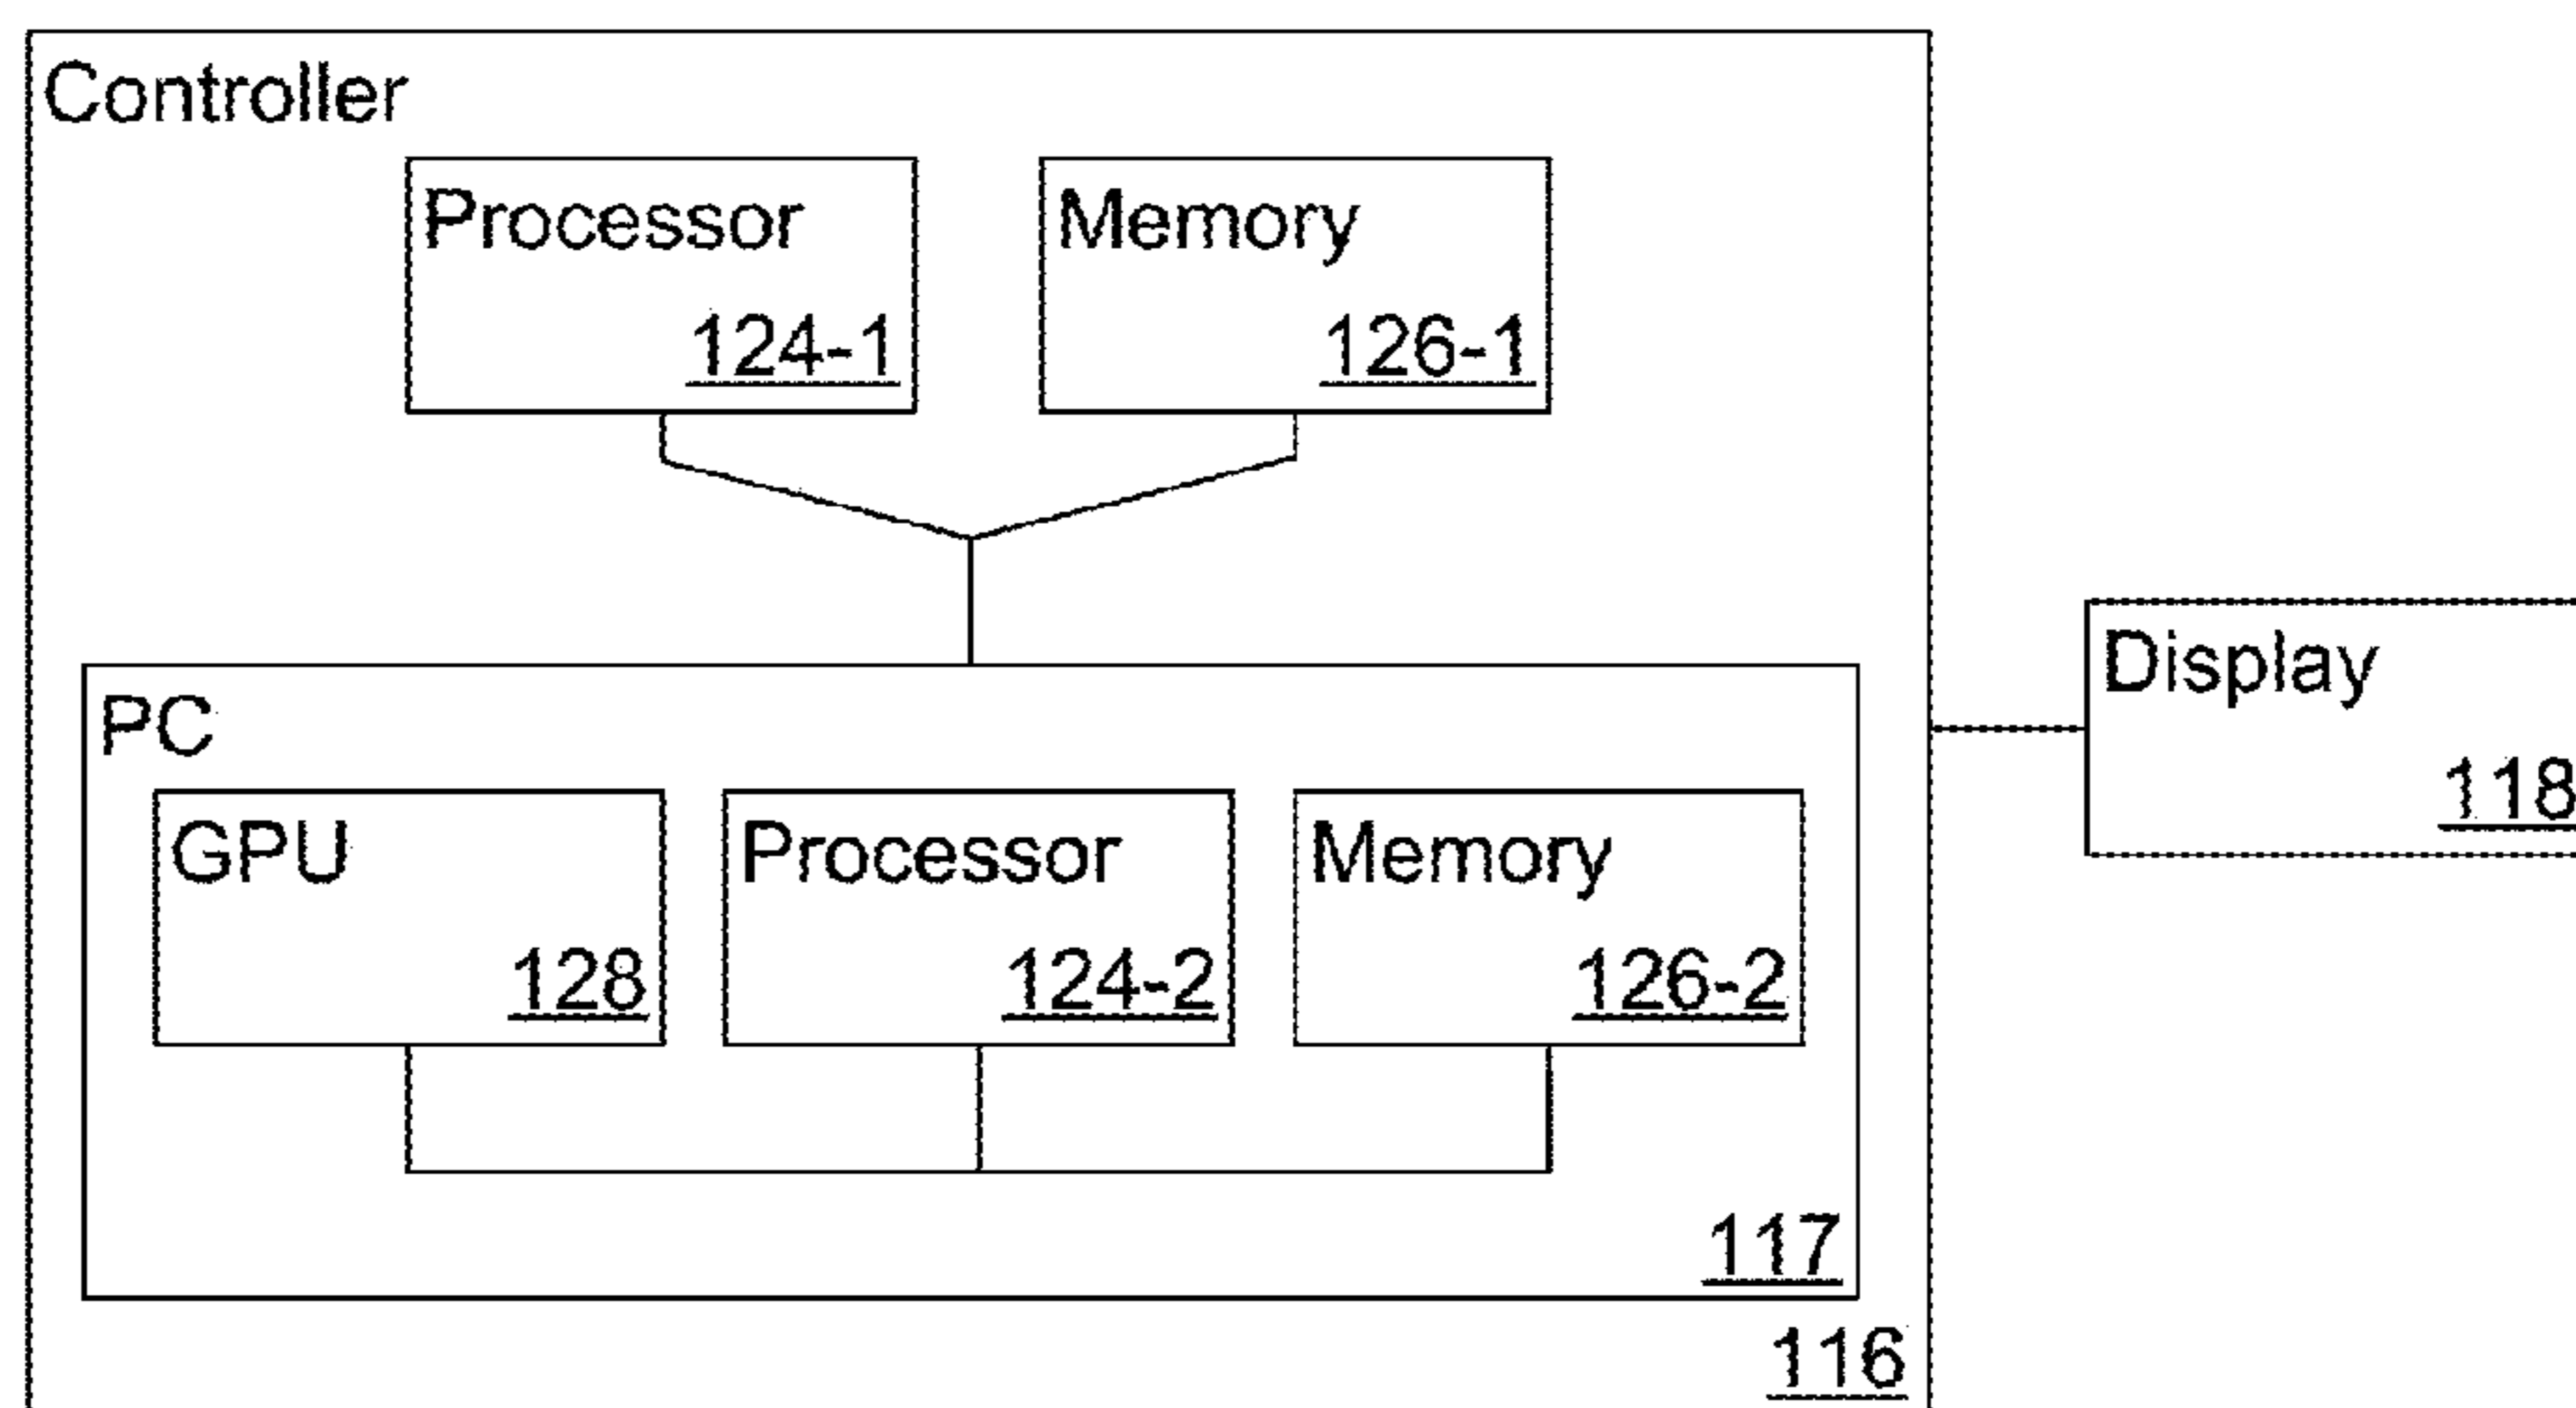 Controller
Processor
124-1
Memory
126-1
PC
GPU
128
Processor
124-2
Memory
126-2
117
116
Display
118